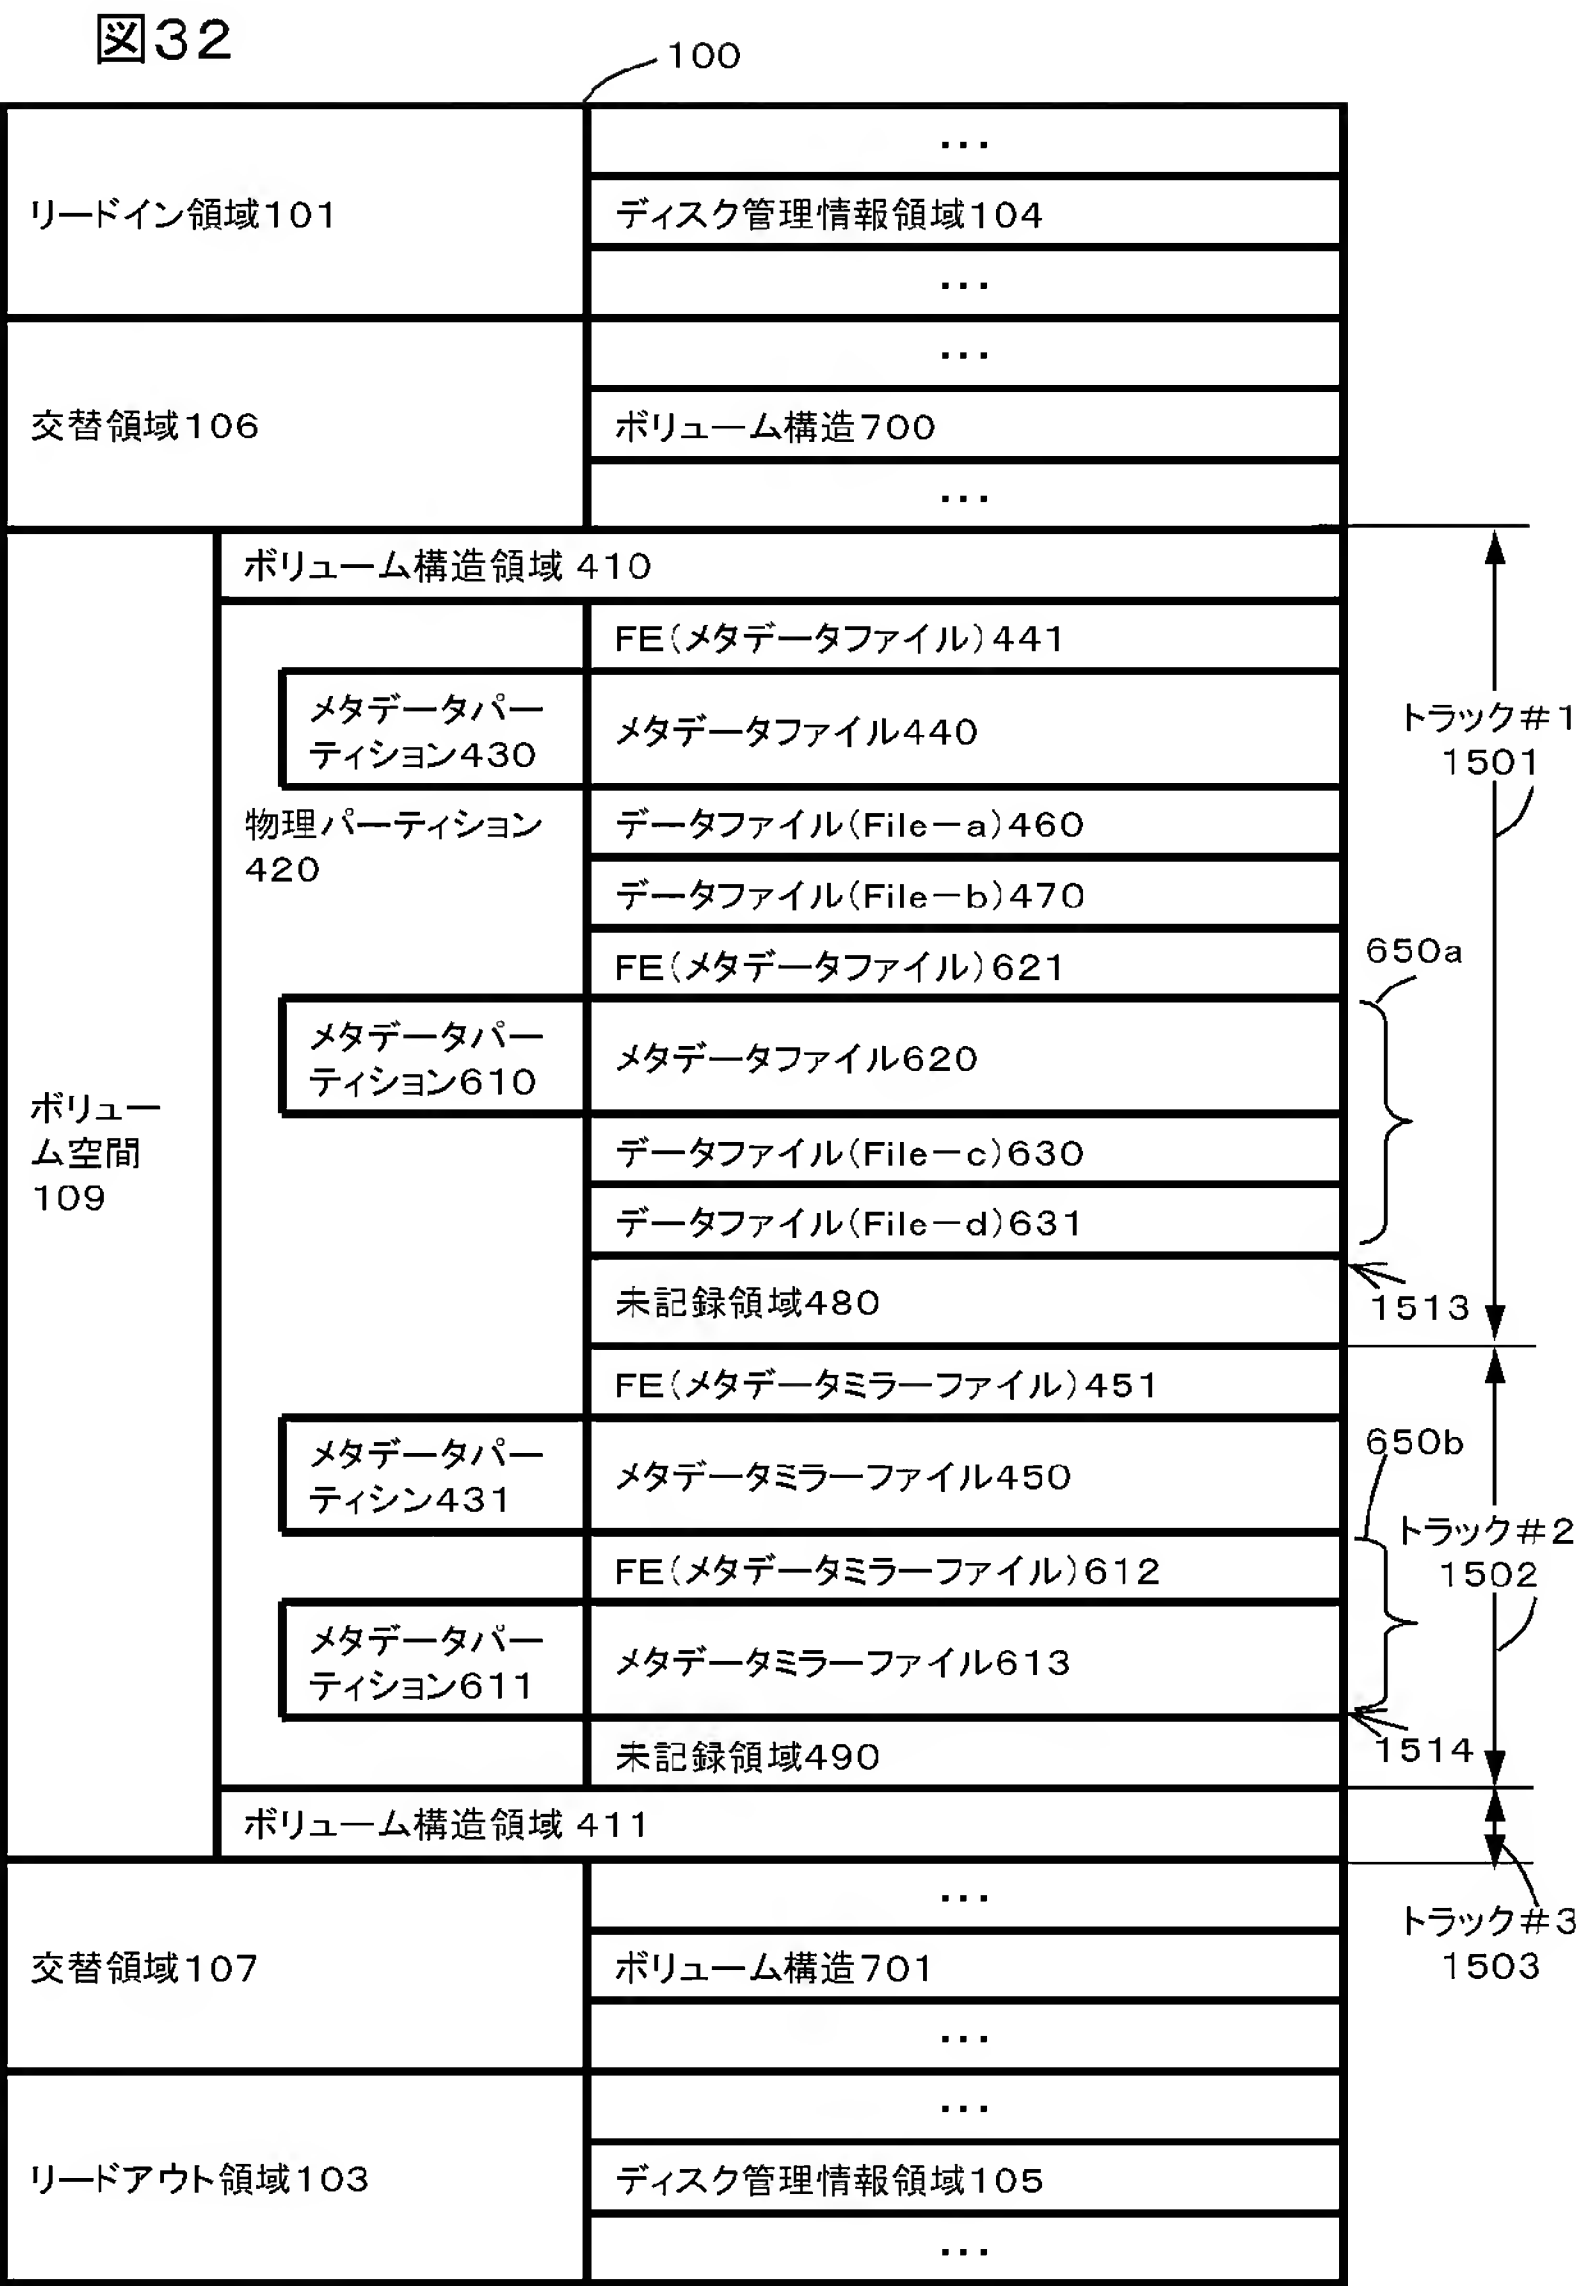 図32
100
...
リードイン領域101
ディスク管理情報領域104
...
...
交替領域106
ボリューム構造700
...
ボリューム構造領域 410
FE(メタデータファイル)441
メタデータパー
ティション430
メタデータファイル440
トラック#1
1501
物理パーティション
420
データファイル(File-a)460
データファイル(File-b)470
650a
FE(メタデータファイル)621
メタデータパー
ティション610
メタデータファイル620
ボリュー
ム空間
109
データファイル(File-c)630
データファイル(File-d)631
未記録領域480
1513
FE(メタデータミラーファイル)451
650b
メタデータパー
ティシン431
メタデータミラーファイル450
トラック#2
1502
FE(メタデータミラーファイル)612
メタデータパー
ティション611
メタデータミラーファイル613
未記録領域490
1514
ボリューム構造領域 411
...
トラック#3
1503
交替領域107
ボリューム構造701
...
...
リードアウト領域103
ディスク管理情報領域105
...